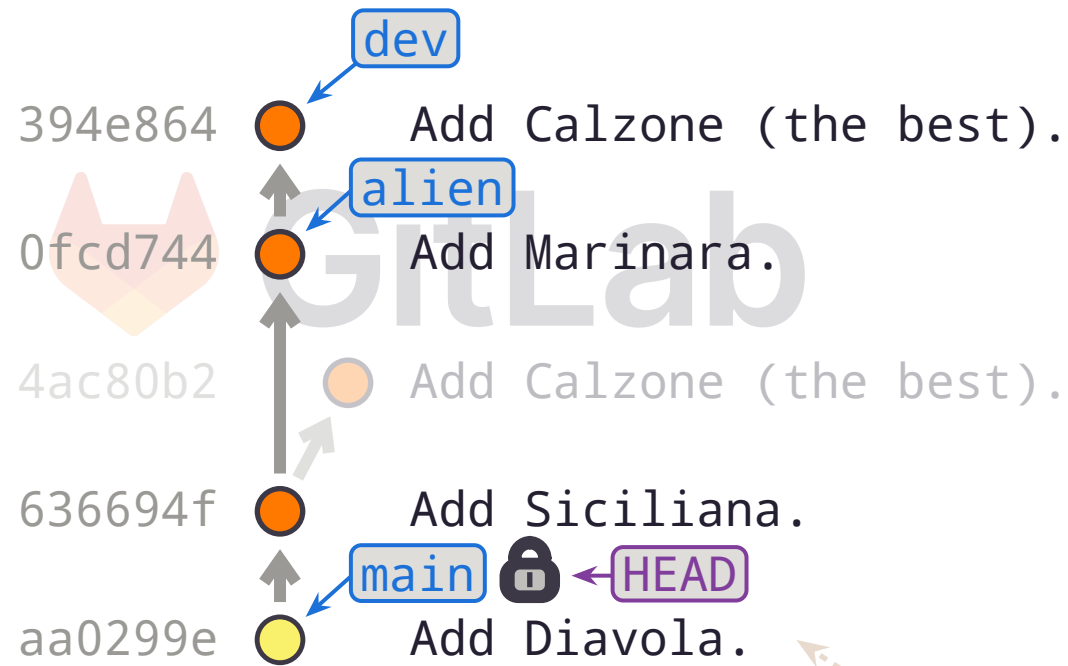 dev
394e864 Add Calzone (the best).
alien
GitLab
0fcd744 Add Marinara.
4ac80b2 Add Calzone (the best).
636694f Add Siciliana.
main HEAD
aa0299e Add Diavola.